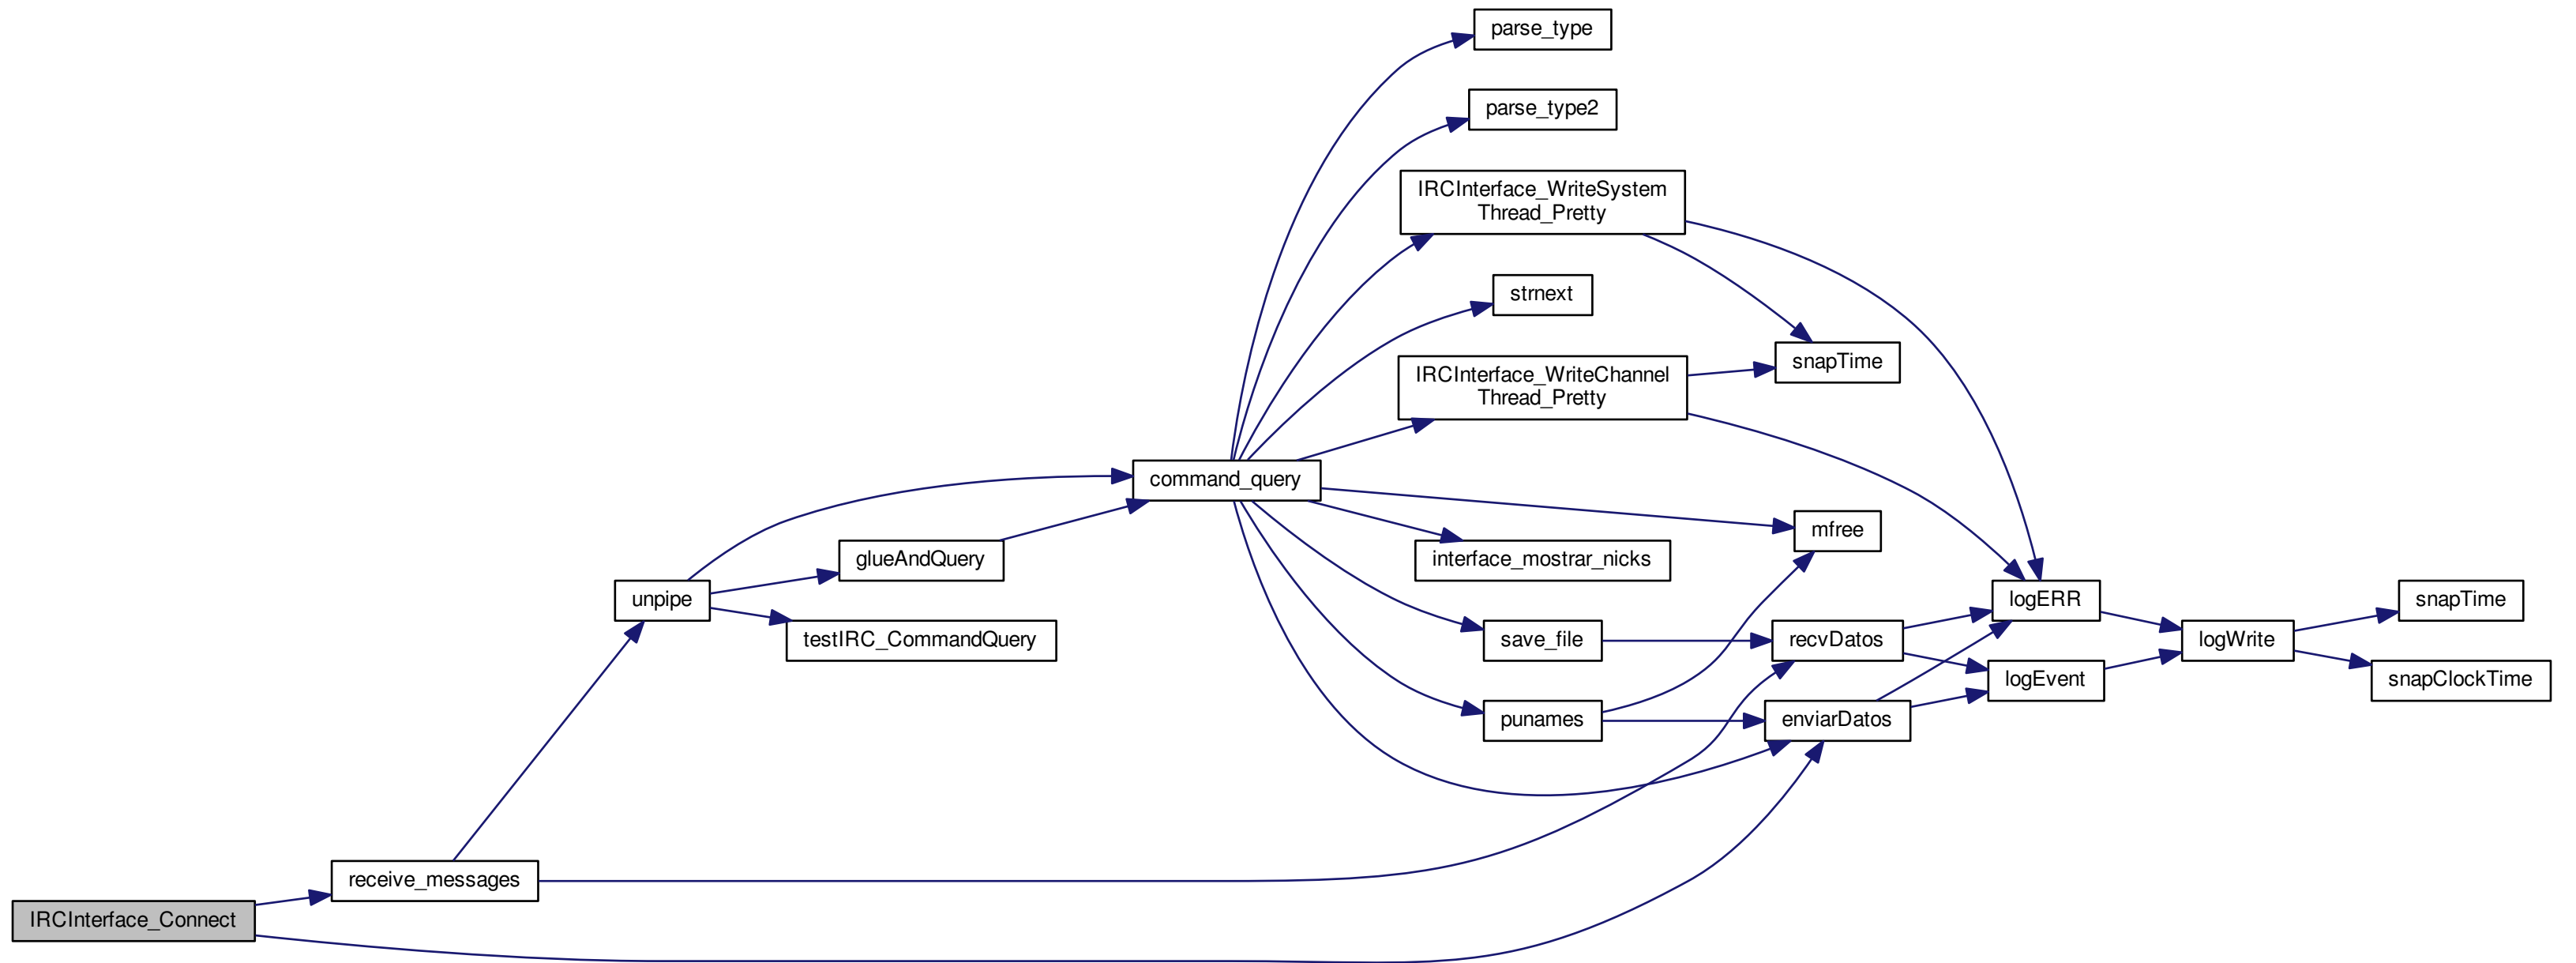 parse_type
parse_type2
IRCInterface_WriteSystem
Thread_Pretty
strnext
snapTime
IRCInterface_WriteChannel
Thread_Pretty
command_query
mfree
glueAndQuery
interface_mostrar_nicks
unpipe
logERR
snapTime
testIRC_CommandQuery
save_file
recvDatos
logWrite
logEvent
snapClockTime
punames
enviarDatos
receive_messages
IRCInterface_Connect